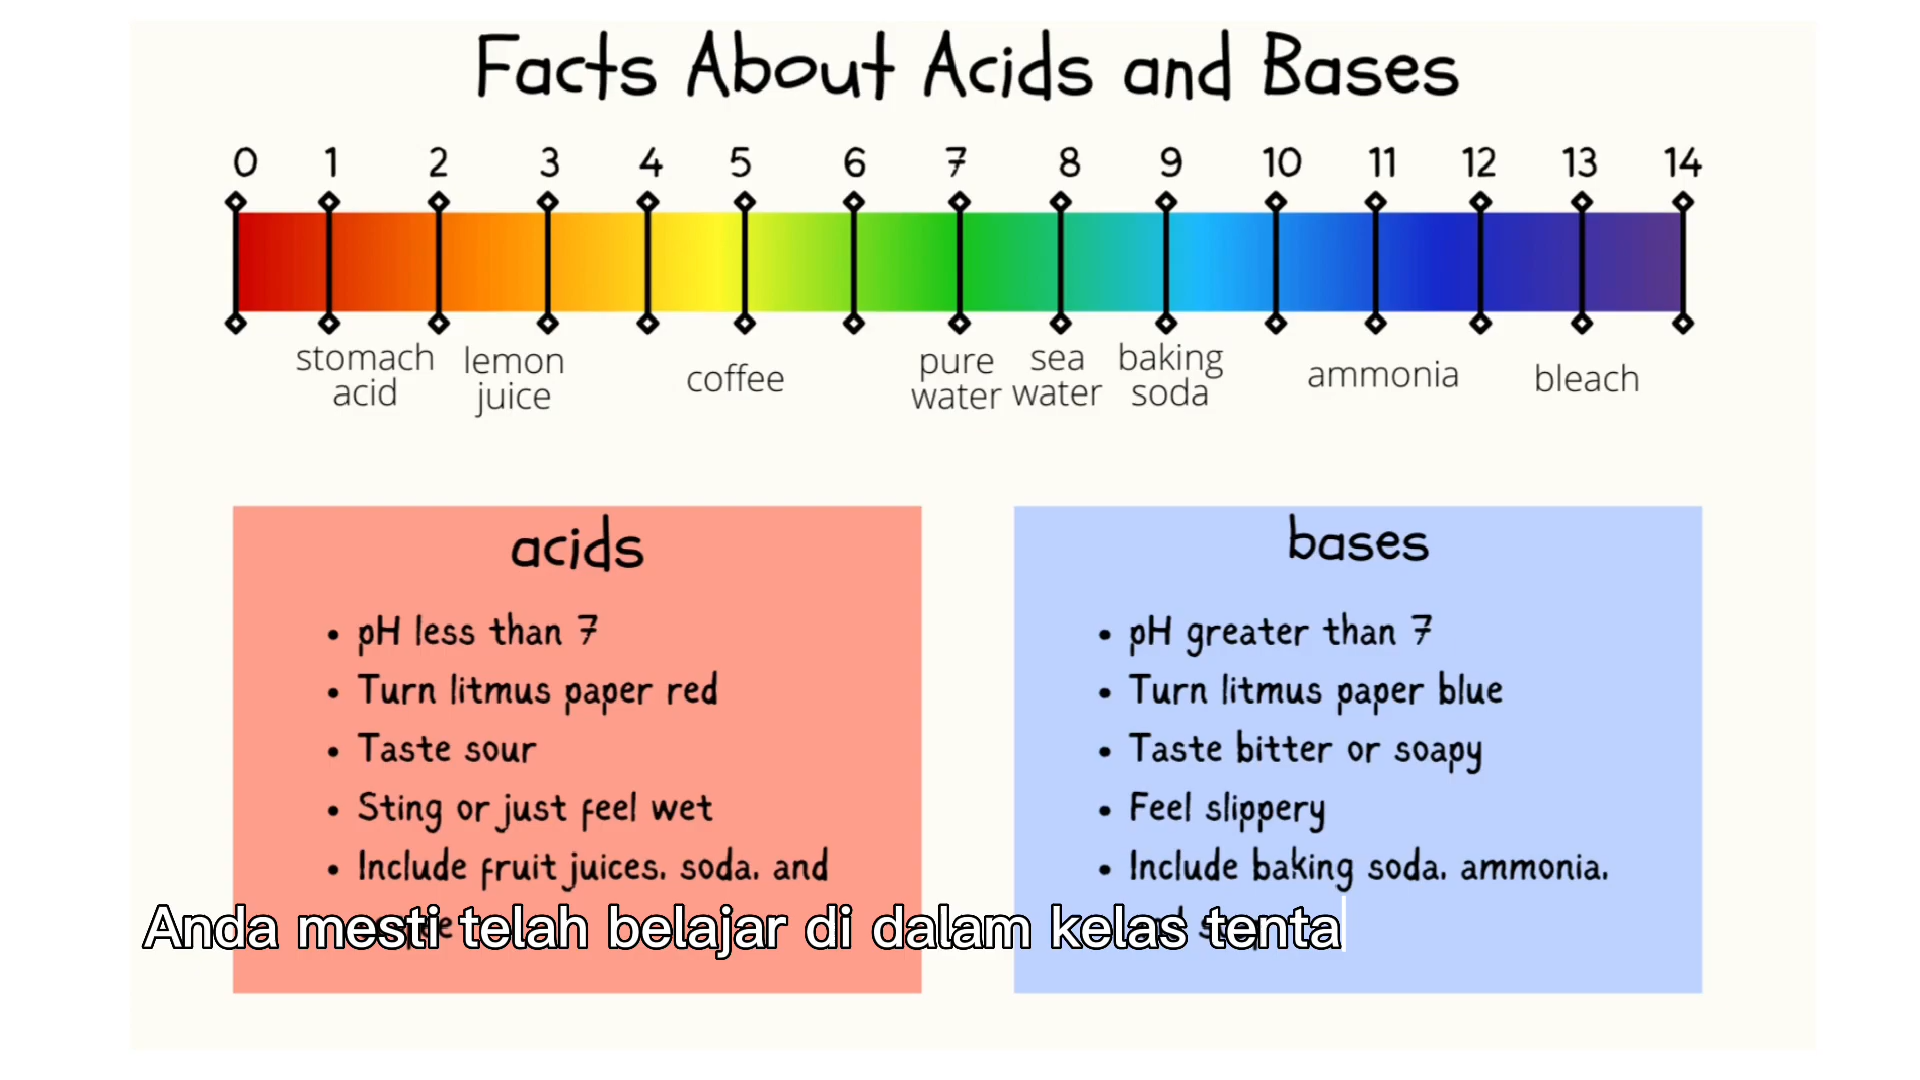 Facts About Acids and Bases
0 1 2 3 4 5 6 7 8 9 10 11 12 13 14
stomach acid
lemon juice
coffee
pure water
sea water
baking soda
ammonia
bleach
acids
• pH less than 7
• Turn litmus paper red
• Taste sour
• Sting or just feel wet
• Include fruit juices, soda, and
bases
• pH greater than 7
• Turn litmus paper blue
• Taste bitter or soapy
• Feel slippery
• Include baking soda, ammonia,
Anda mesti telah belajar di dalam kelas tenta